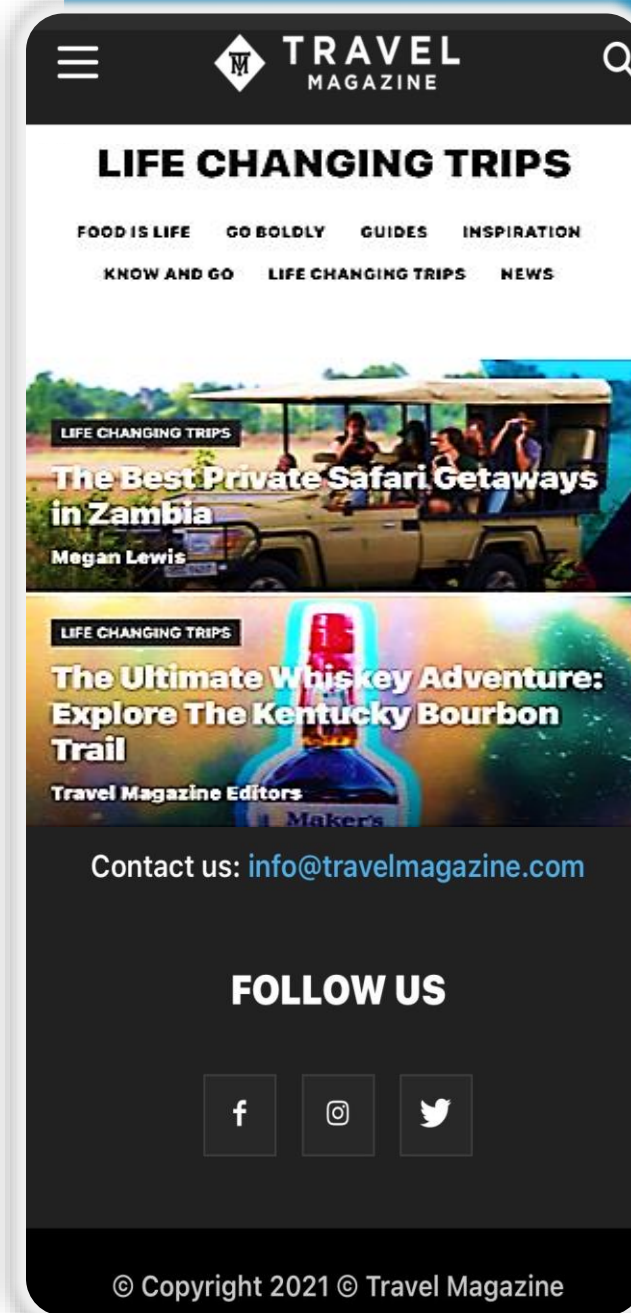 TRAVEL
MAGAZINE
LIFE CHANGING TRIPS
FOOD IS LIFE GO BOLDLY GUIDES INSPIRATION
KNOW AND GO LIFE CHANGING TRIPS NEWS
LIFE CHANGING TRIPS
The Best Private Safari Getaways
in Zambia
Megan Lewis
LIFE CHANGING TRIPS
The Ultimate Whiskey Adventure:
Explore The Kentucky Bourbon
Trail
Travel Magazine Editors
Maker's
Contact us: info@travelmagazine.com
FOLLOW US
© Copyright 2021 © Travel Magazine